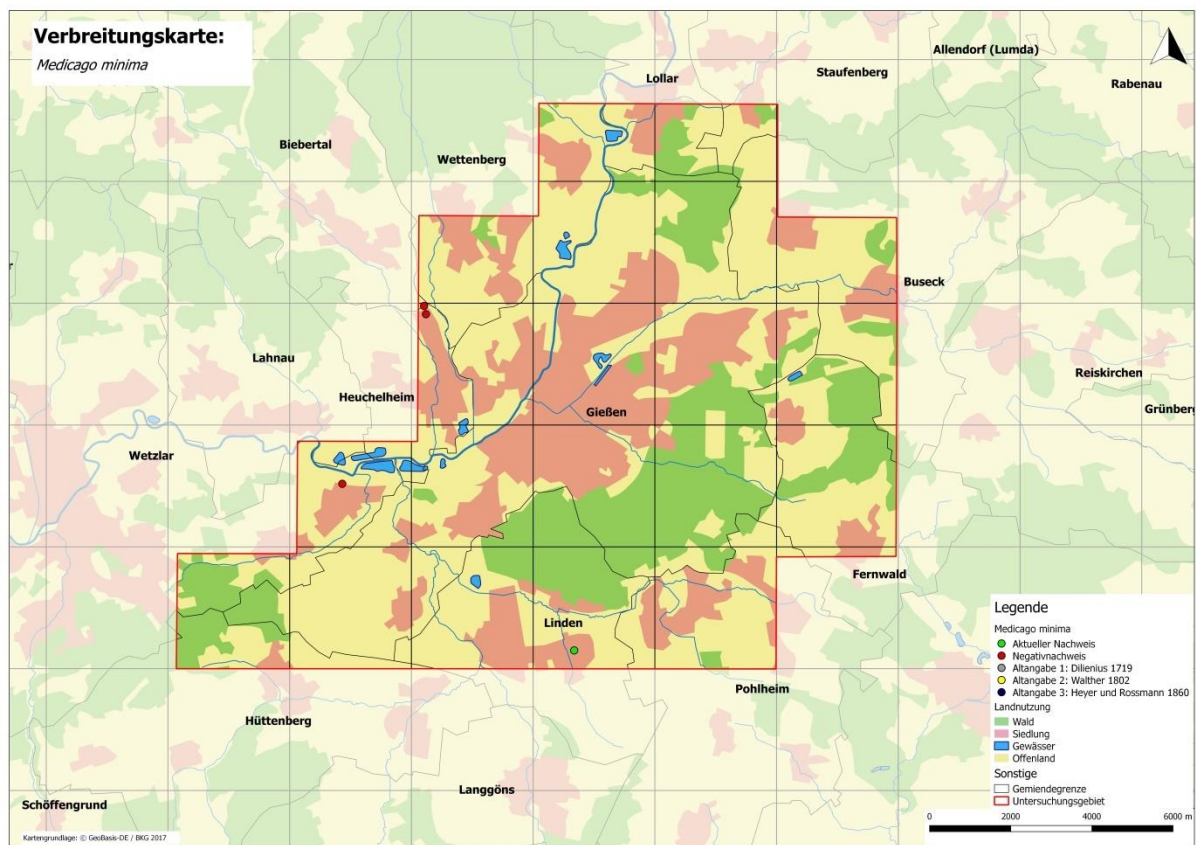 Verbreitungskarte:
Medicago minima
Allendorf (Lumda)
Staufenberg
Lollar
Rabenau
Biebertal
Wettenberg
Buseck
Lahnau
Reiskirchen
Heuchelheim
Grünberg
Gießen
Wetzlar
Fernwald
Linden
Pohlheim
Hüttenberg
Langgöns
Schöffengrund
Legende
Medicago minima
Aktueller Nachweis
Negativnachweis
Altangabe 1: Dilienius 1719
Altangabe 2: Walther 1802
Altangabe 3: Heyer und Rossmann 1860
Landnutzung
Wald
Siedlung
Gewässer
Offenland
Sonstige
Gemiendegrenze
Untersuchungsgebiet
0 2000 4000 6000 m
Kartengrundlage: © GeoBasis-DE / BKG 2017